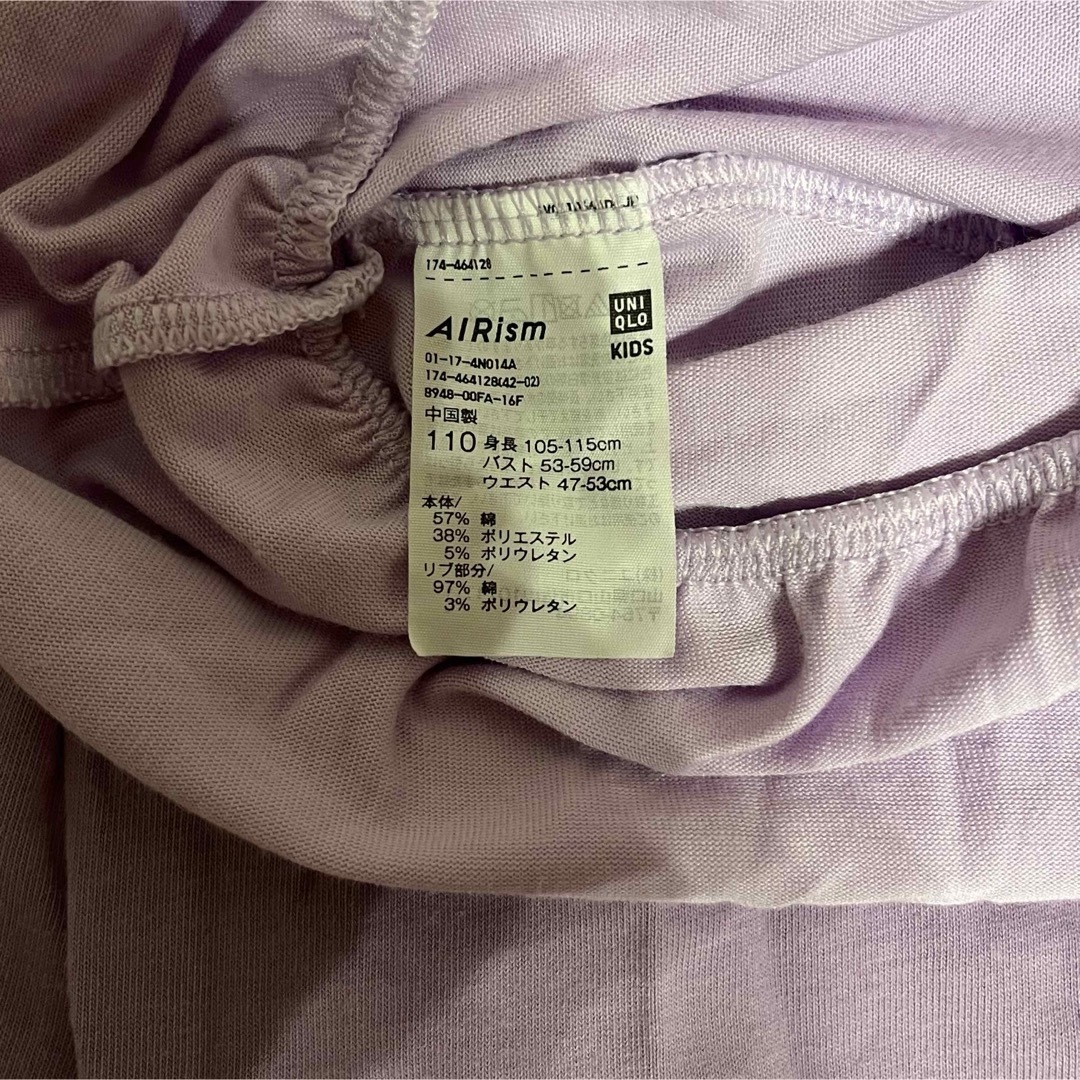 174-464128
AIRism
UNI
QLO
KIDS
01-17-4N014A
174-464128(42-02)
8948-00FA-16F
中国製
110 身長 105-115cm
バスト 53-59cm
ウエスト 47-53cm
本体/
57% 綿
38% ポリエステル
5% ポリウレタン
リブ部分/
97% 綿
3% ポリウレタン